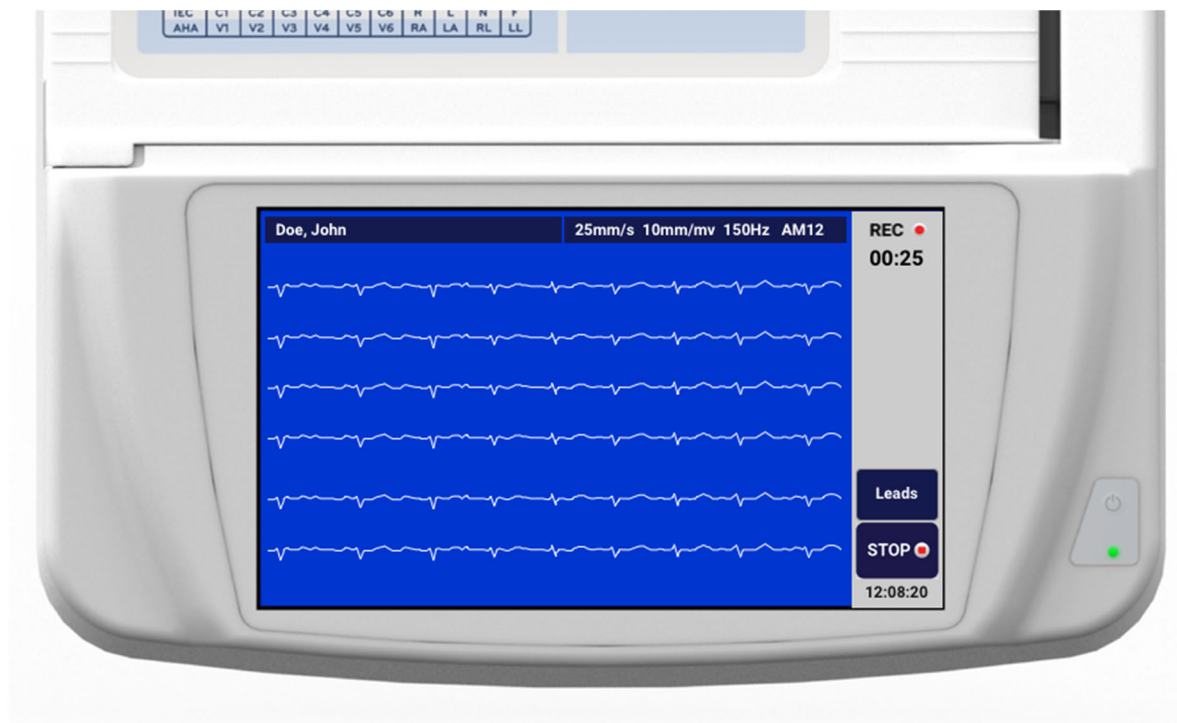 IEC C1 C2 C3 C4 C5 C6 R L N F
AHA V1 V2 V3 V4 V5 V6 RA LA RL LL
Doe, John
25mm/s 10mm/mv 150Hz AM12
REC
00:25
Leads
STOP
12:08:20